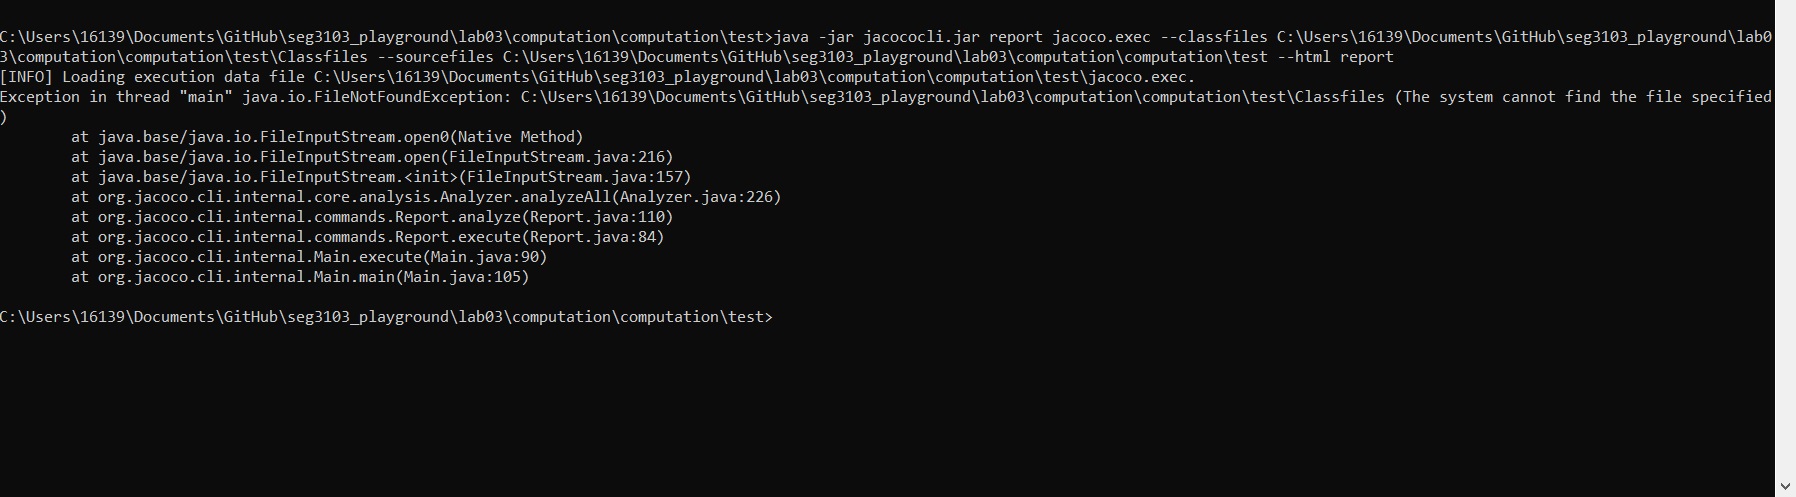 C:\Users\16139\Documents\GitHub\seg3103_playground\lab03\computation\computation\test>java -jar jacococli.jar report jacoco.exec --classfiles C:\Users\16139\Documents\GitHub\seg3103_playground\lab0
3\computation\computation\test\Classfiles --sourcefiles C:\Users\16139\Documents\GitHub\seg3103_playground\lab03\computation\computation\test --html report
[INFO] Loading execution data file C:\Users\16139\Documents\GitHub\seg3103_playground\lab03\computation\computation\test\jacoco.exec.
Exception in thread "main" java.io.FileNotFoundException: C:\Users\16139\Documents\GitHub\seg3103_playground\lab03\computation\computation\test\Classfiles (The system cannot find the file specified
)
        at java.base/java.io.FileInputStream.open0(Native Method)
        at java.base/java.io.FileInputStream.open(FileInputStream.java:216)
        at java.base/java.io.FileInputStream.<init>(FileInputStream.java:157)
        at org.jacoco.cli.internal.core.analysis.Analyzer.analyzeAll(Analyzer.java:226)
        at org.jacoco.cli.internal.commands.Report.analyze(Report.java:110)
        at org.jacoco.cli.internal.commands.Report.execute(Report.java:84)
        at org.jacoco.cli.internal.Main.execute(Main.java:90)
        at org.jacoco.cli.internal.Main.main(Main.java:105)

C:\Users\16139\Documents\GitHub\seg3103_playground\lab03\computation\computation\test>